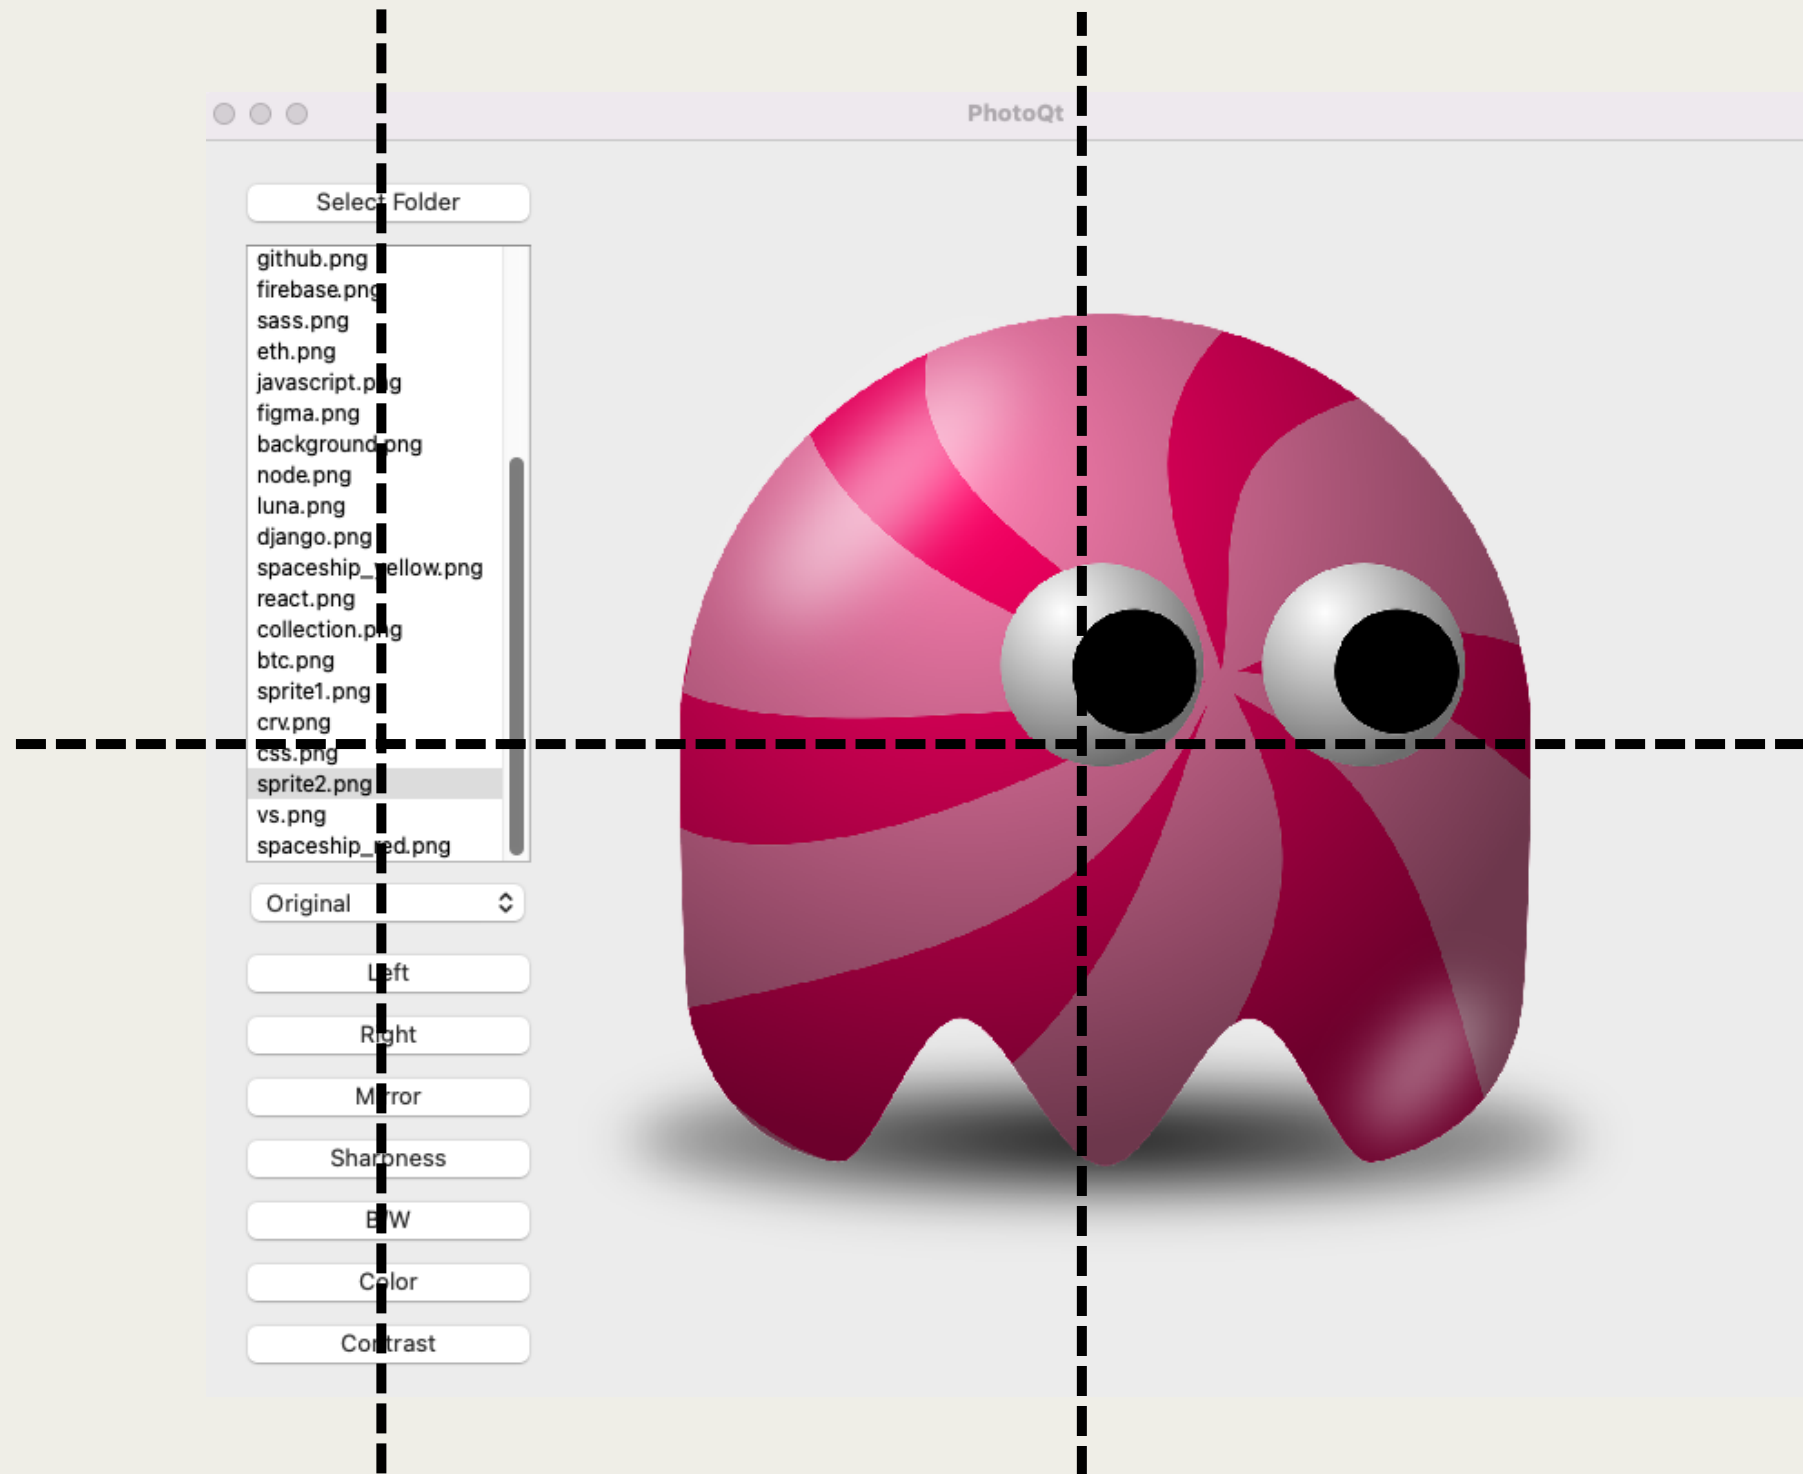 PhotoQt
Select Folder
github.png
firebase.png
sass.png
eth.png
javascript.png
figma.png
background.png
node.png
luna.png
django.png
spaceship_yellow.png
react.png
collection.png
btc.png
sprite1.png
crv.png
css.png
sprite2.png
vs.png
spaceship_red.png
Original
Left
Right
Mirror
Sharpness
B/W
Color
Contrast